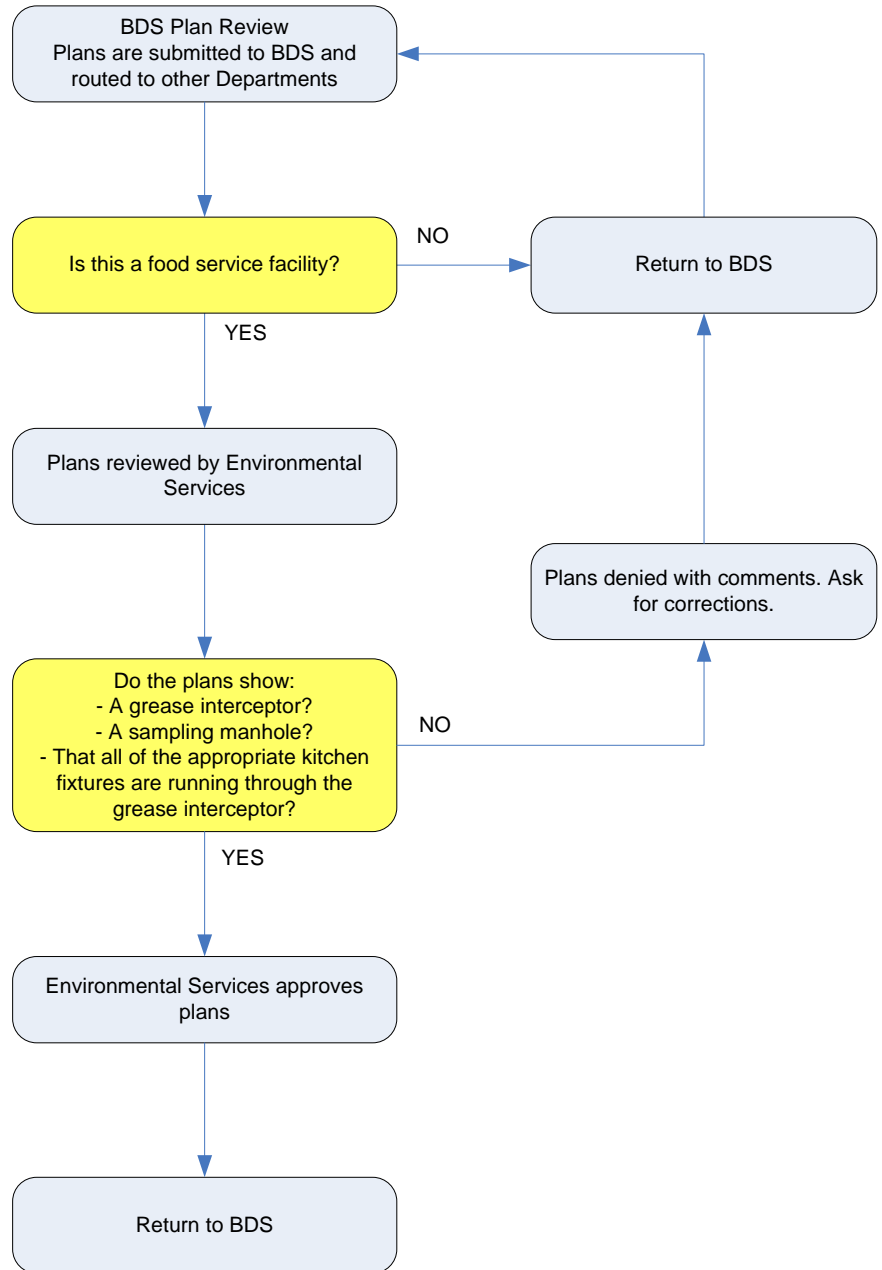 BDS Plan Review
Plans are submitted to BDS and
routed to other Departments
Is this a food service facility?
NO
Return to BDS
YES
Plans reviewed by Environmental
Services
Plans denied with comments. Ask
for corrections.
Do the plans show:
- A grease interceptor?
- A sampling manhole?
- That all of the appropriate kitchen
fixtures are running through the
grease interceptor?
NO
YES
Environmental Services approves
plans
Return to BDS